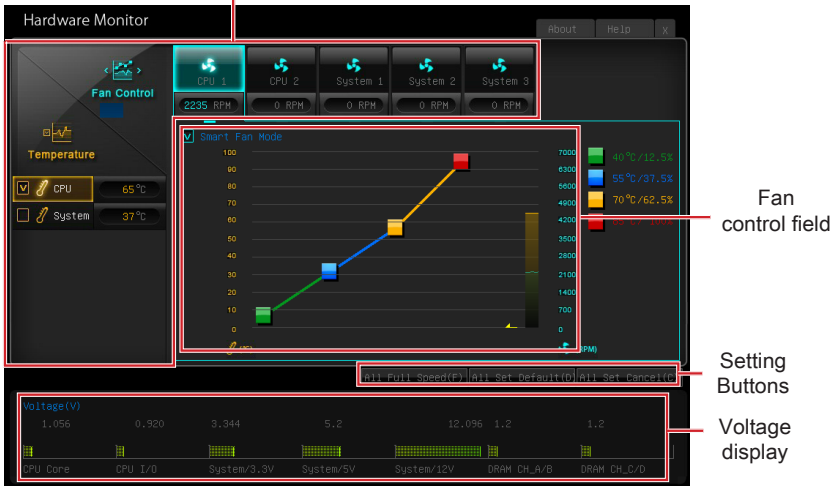 Hardware Monitor
About Help x
Fan Control
Temperature
CPU 1 CPU 2 System 1 System 2 System 3
2235 RPM 0 RPM 0 RPM 0 RPM 0 RPM
V CPU 65°C
System 37°C
V Smart Fan Mode
100 7000
90 6300
80 5600
70 4900
60 4200
50 3500
40 2800
30 2100
20 1400
10 700
0 0
(°C) (RPM)
40°C/12.5%
55°C/37.5%
70°C/62.5%
Fan
control field
All Full Speed(F) All Set Default(D All Set Cancel(C
Setting
Buttons
Voltage(V)
1.056 0.920 3.344 5.2 12.096 1.2 1.2
CPU Core CPU I/O System/3.3V System/5V System/12V DRAM CH_A/B DRAM CH_C/D
Voltage
display